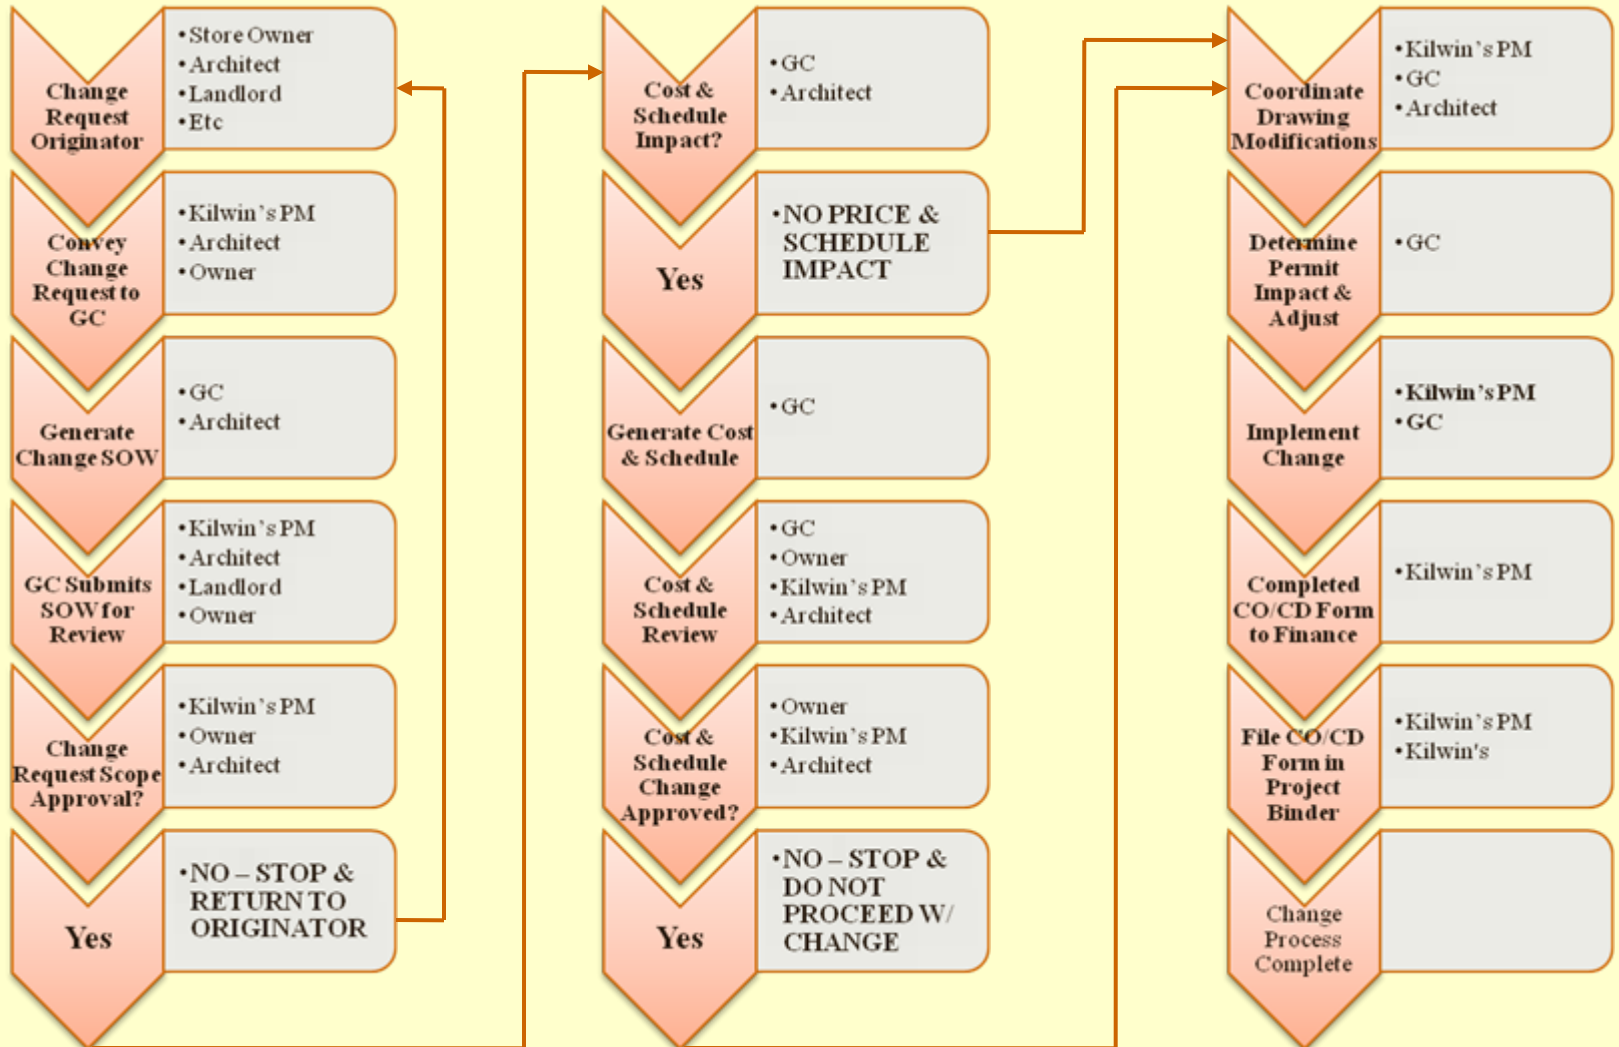 Change
Request
Originator
•Store Owner
•Architect
•Landlord
•Etc
Convey
Change
Request to
GC
•Kilwin's PM
•Architect
•Owner
Generate
Change SOW
•GC
•Architect
GC Submits
SOW for
Review
•Kilwin's PM
•Architect
•Landlord
•Owner
Change
Request Scope
Approval?
•Kilwin's PM
•Owner
•Architect
Yes
•NO – STOP &
RETURN TO
ORIGINATOR
Cost &
Schedule
Impact?
•GC
•Architect
Yes
•NO PRICE &
SCHEDULE
IMPACT
Generate Cost
& Schedule
•GC
Cost &
Schedule
Review
•GC
•Owner
•Kilwin's PM
•Architect
Cost &
Schedule
Change
Approved?
•Owner
•Kilwin's PM
•Architect
Yes
•NO – STOP &
DO NOT
PROCEED W/
CHANGE
Coordinate
Drawing
Modifications
•Kilwin's PM
•GC
•Architect
Determine
Permit
Impact &
Adjust
•GC
Implement
Change
•Kilwin's PM
•GC
Completed
CO/CD Form
to Finance
•Kilwin's PM
File CO/CD
Form in
Project
Binder
•Kilwin's PM
•Kilwin's
Change
Process
Complete